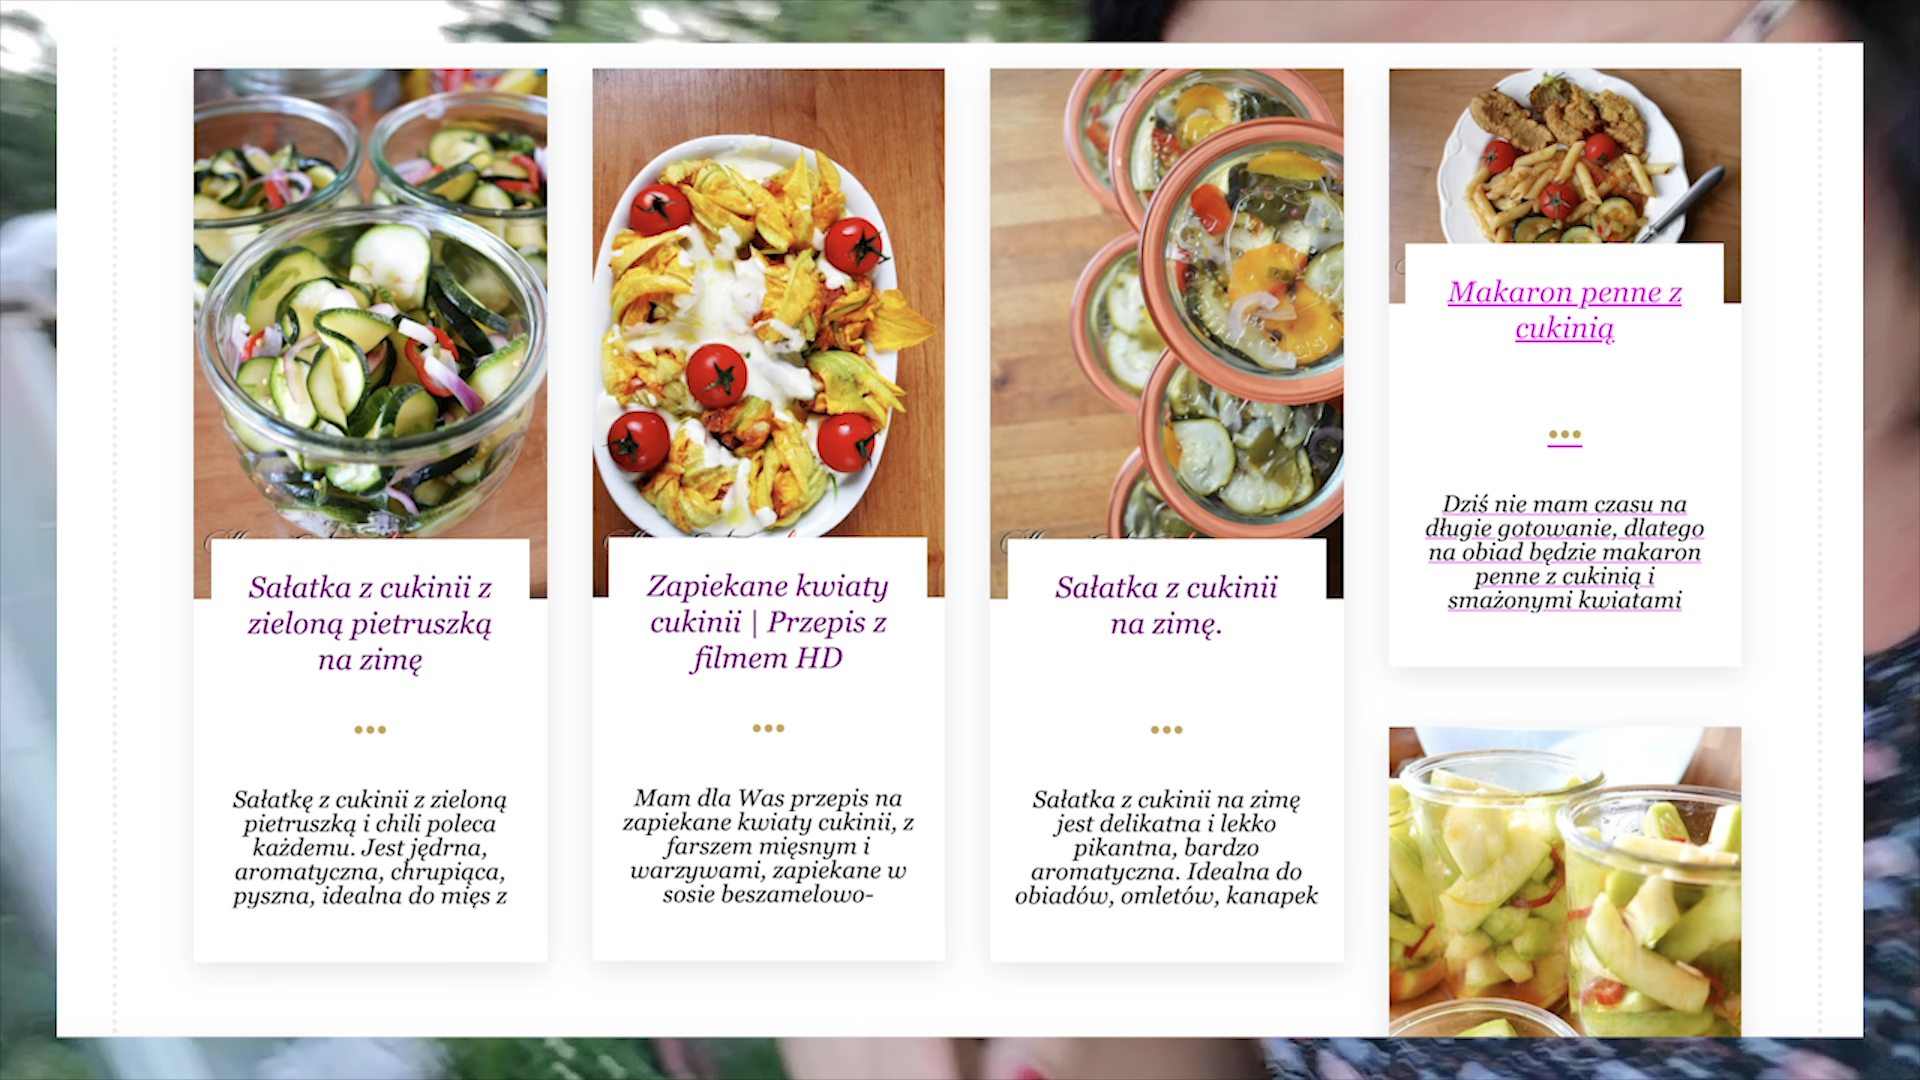 Sałatka z cukinii z
zieloną pietruszką
na zimę
Sałatkę z cukinii z zieloną
pietruszką i chili poleca
każdemu. Jest jędrna,
aromatyczna, chrupiąca,
pyszna, idealna do mięs z
Zapiekane kwiaty
cukinii | Przepis z
filmem HD
Mam dla Was przepis na
zapiekane kwiaty cukinii, z
farszem mięsnym i
warzywami, zapiekane w
sosie beszamelowo-
Sałatka z cukinii
na zimę.
Sałatka z cukinii na zimę
jest delikatna i lekko
pikantna, bardzo
aromatyczna. Idealna do
obiadów, omletów, kanapek
Makaron penne z
cukinią
Dziś nie mam czasu na
długie gotowanie, dlatego
na obiad będzie makaron
penne z cukinią i
smażonymi kwiatami